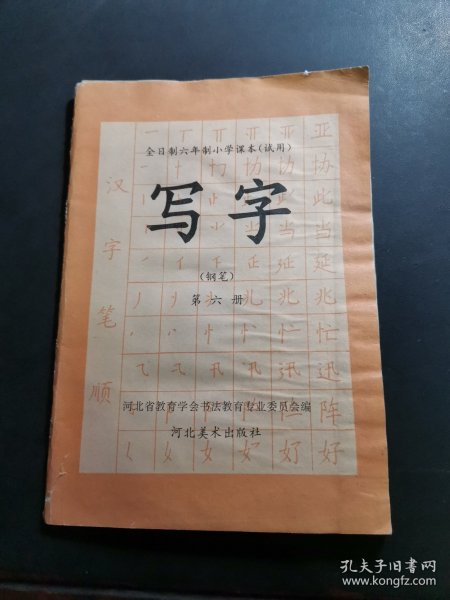 全日制六年制小学课本(试用)
写字
(钢笔)
第六册
河北省教育学会书法教育专业委员会编
河北美术出版社
汉字笔顺
亚
协
此
当
延
兆
忙
迅
阵
好
孔夫子旧书网
www.kongfz.com